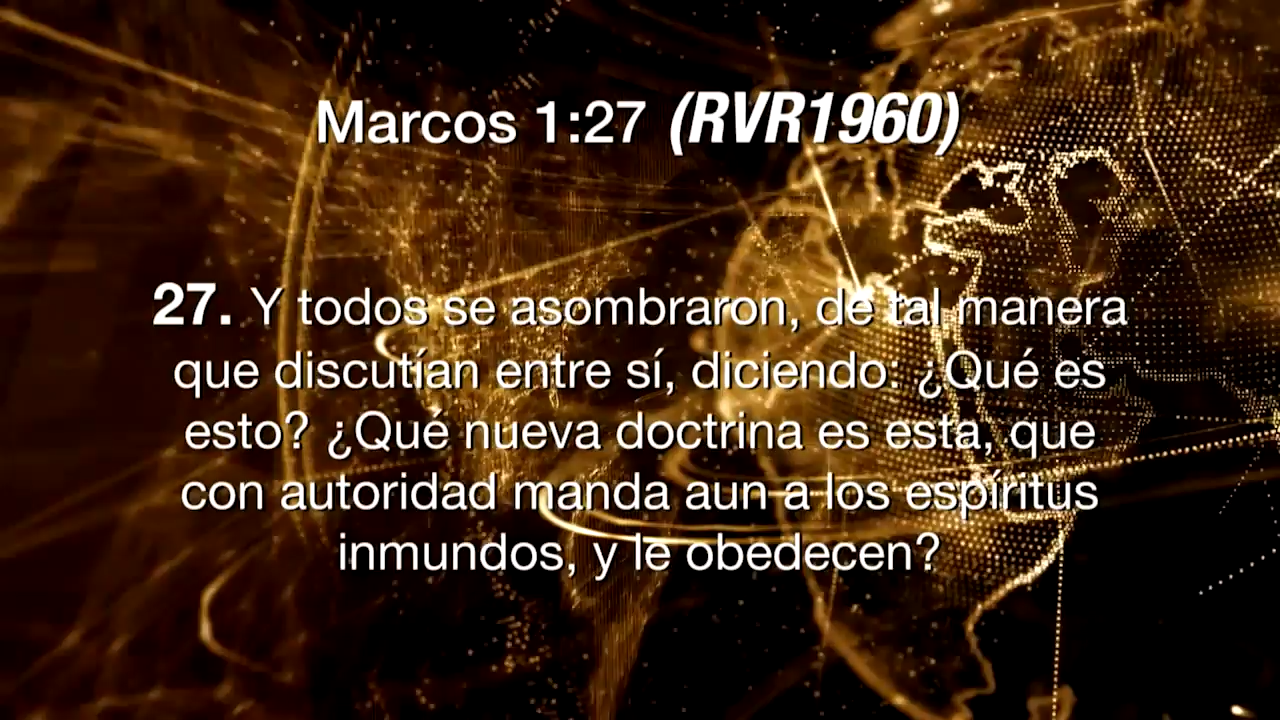 Marcos 1:27 (RVR1960)
27. Y todos se asombraron, de tal manera
que discutían entre sí, diciendo: ¿Qué es
esto? ¿Qué nueva doctrina es esta, que
con autoridad manda aun a los espíritus
inmundos, y le obedecen?